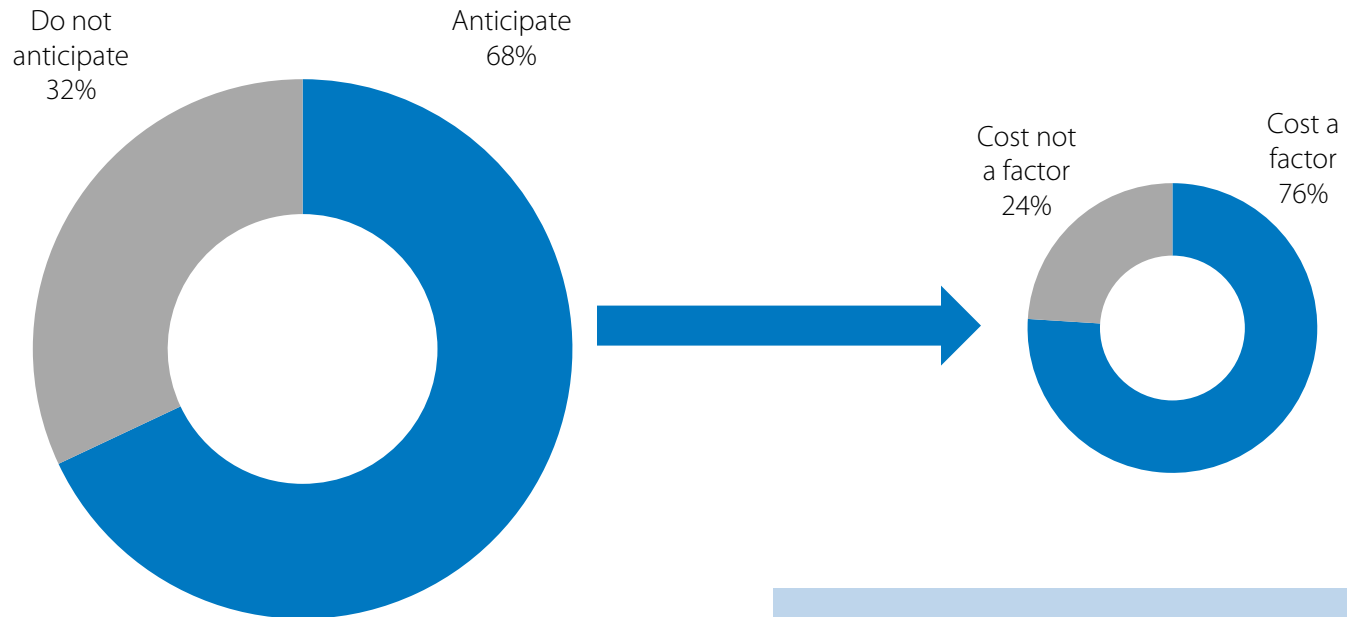 Do not
anticipate
32%
Anticipate
68%
Cost not
a factor
24%
Cost a
factor
76%